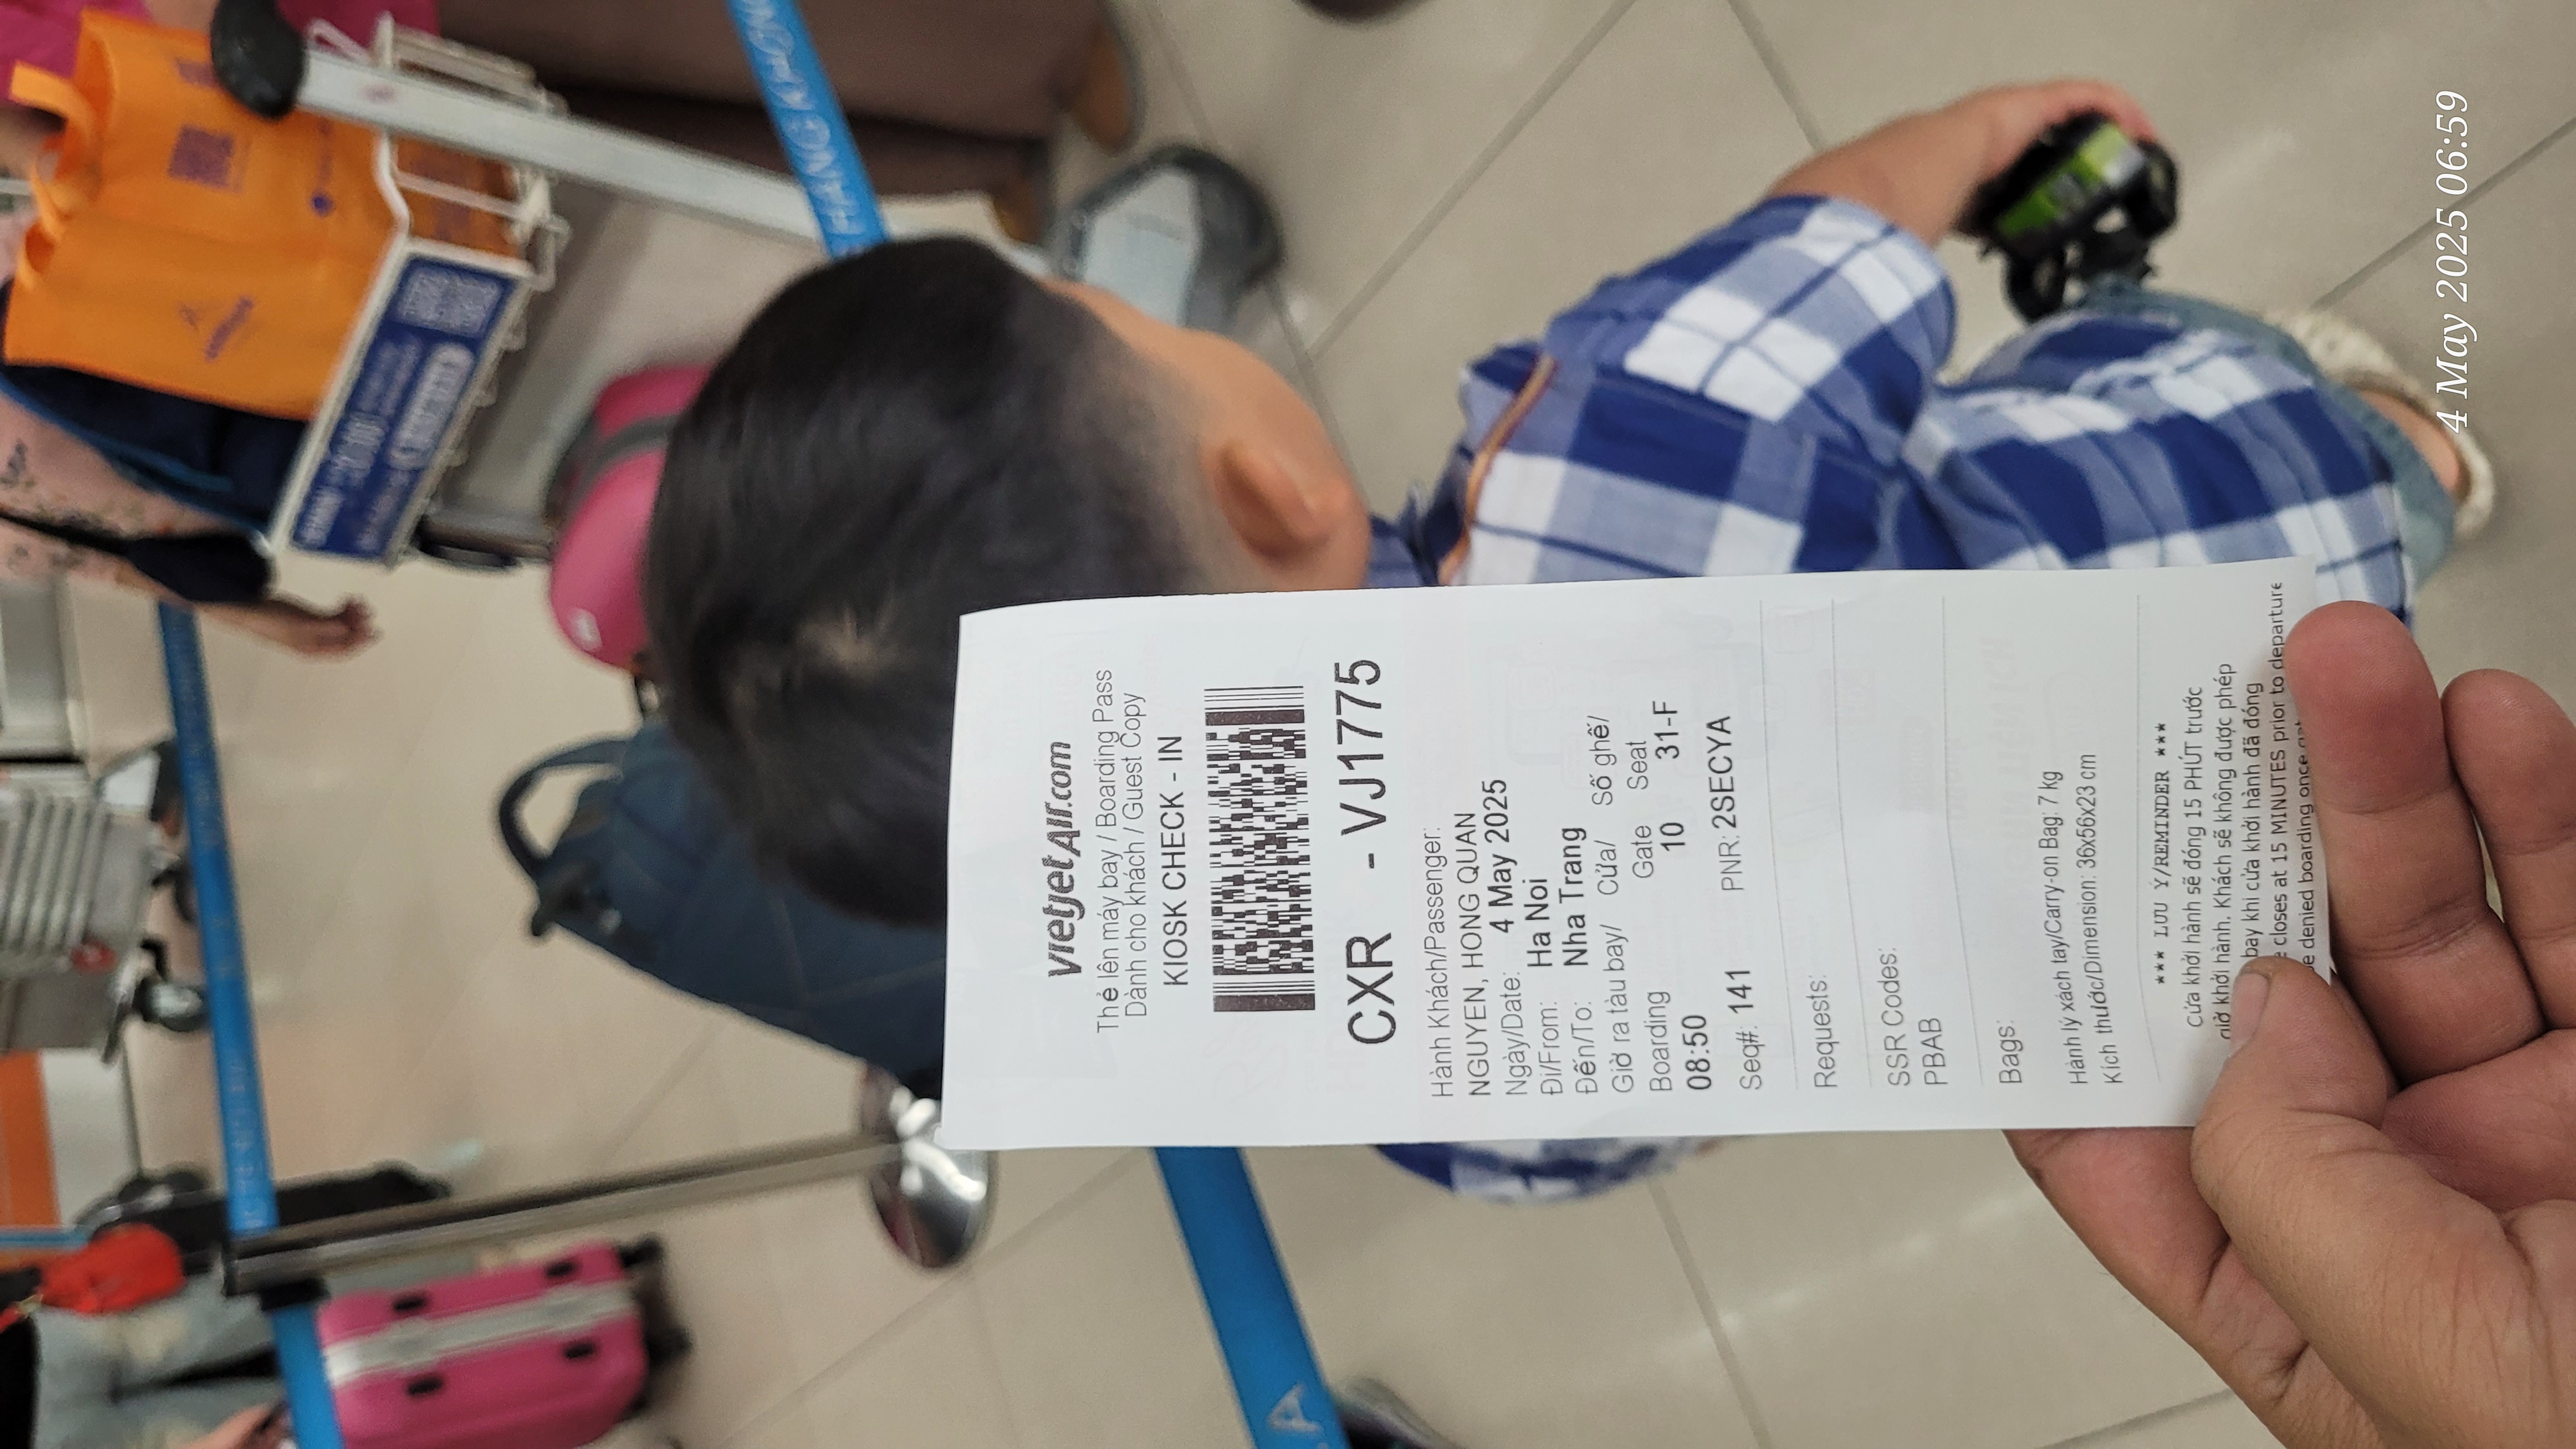 HÀNG KHÔNG
vietjetAir.com
Thẻ lên máy bay / Boarding Pass
Dành cho khách / Guest Copy
KIOSK CHECK - IN
CXR - VJ1775
Hành Khách/Passenger:
NGUYEN, HONG QUAN
Ngày/Date: 4 May 2025
Đi/From: Ha Noi
Đến/To: Nha Trang
Giờ ra tàu bay/ Cửa/ Số ghế/
Boarding Gate Seat
08:50 10 31-F
Seq#: 141 PNR: 2SECYA
Requests:
SSR Codes:
PBAB
Bags:
Hành lý xách tay/Carry-on Bag: 7 kg
Kích thước/Dimension: 36x56x23 cm
*** LƯU Ý/REMINDER ***
Cửa khởi hành sẽ đóng 15 PHÚT trước
giờ khởi hành. Khách sẽ không được phép
bay khi cửa khởi hành đã đóng
closes at 15 MINUTES prior to departure
denied boarding once
4 May 2025 06:59